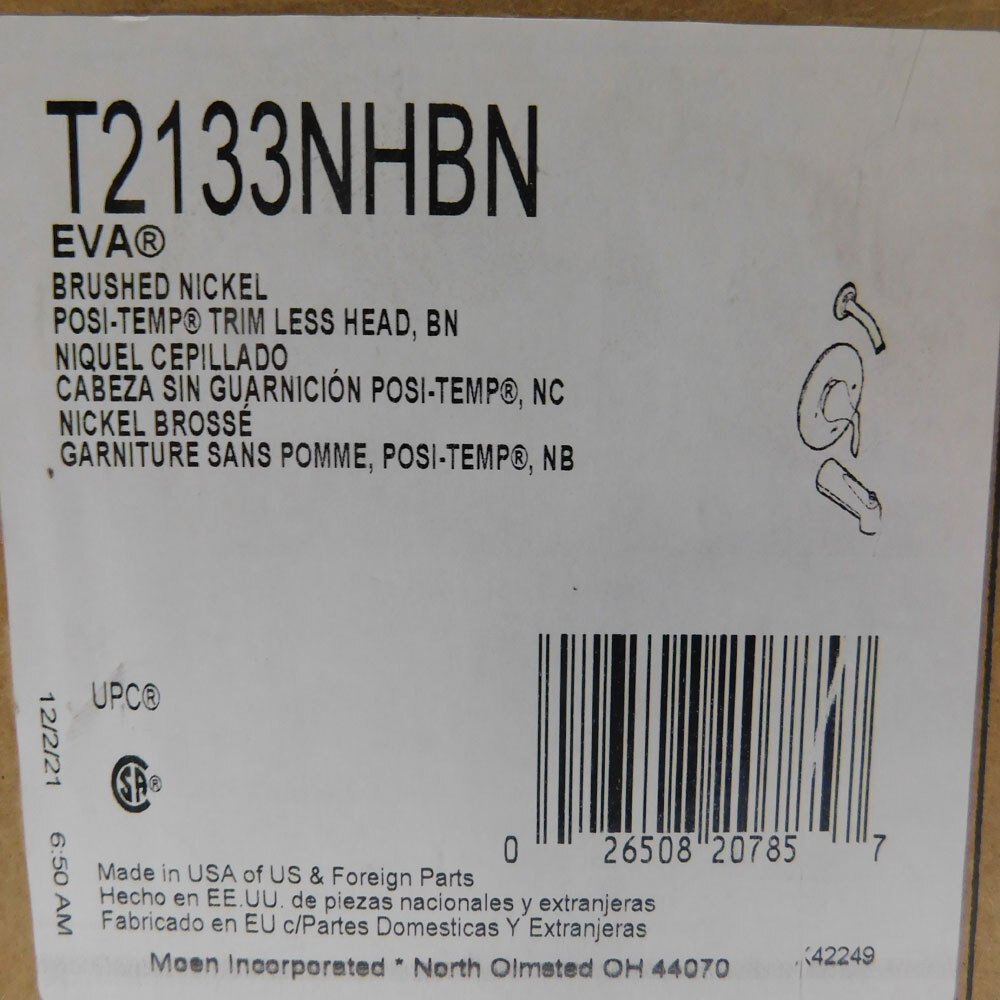 T2133NHBN
EVA®
BRUSHED NICKEL
POSI-TEMP® TRIM LESS HEAD, BN
NIQUEL CEPILLADO
CABEZA SIN GUARNICIÓN POSI-TEMP®, NC
NICKEL BROSSÉ
GARNITURE SANS POMME, POSI-TEMP®, NB
UPC®
12/2/21 6:50 AM
SA®
0 26508 20785 7
Made in USA of US & Foreign Parts
Hecho en EE.UU. de piezas nacionales y extranjeras
Fabricado en EU c/Partes Domesticas Y Extranjeras
Moen Incorporated * North Olmsted OH 44070
42249